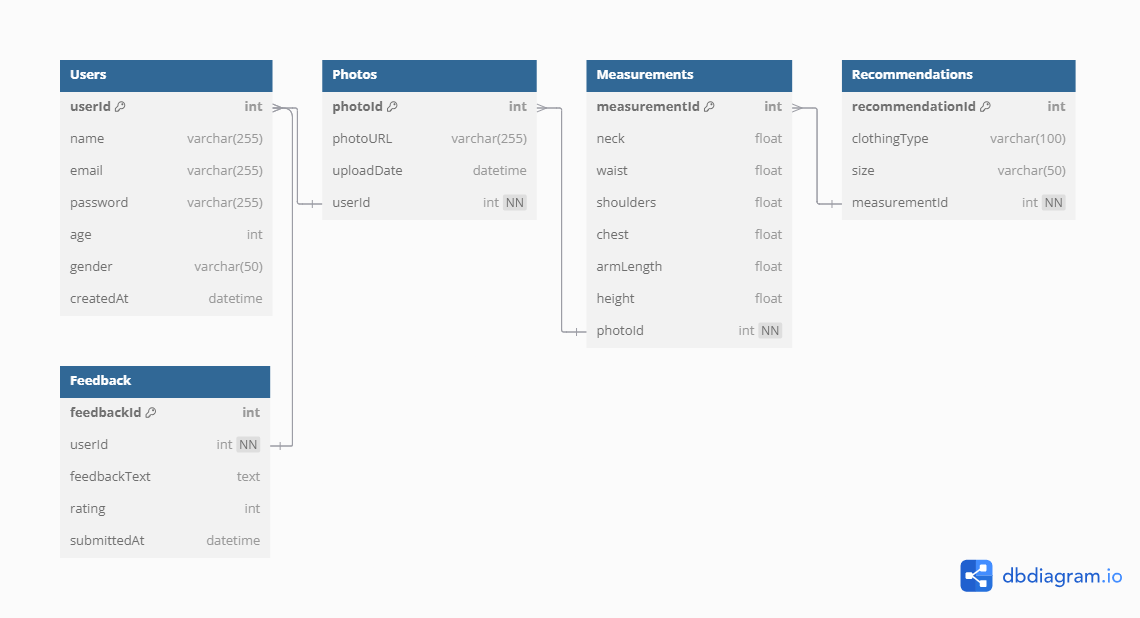 Users
userId int
name varchar(255)
email varchar(255)
password varchar(255)
age int
gender varchar(50)
createdAt datetime
Photos
photoId int
photoURL varchar(255)
uploadDate datetime
userId int NN
Measurements
measurementId int
neck float
waist float
shoulders float
chest float
armLength float
height float
photoId int NN
Recommendations
recommendationId int
clothingType varchar(100)
size varchar(50)
measurementId int NN
Feedback
feedbackId int
userId int NN
feedbackText text
rating int
submittedAt datetime
dbdiagram.io